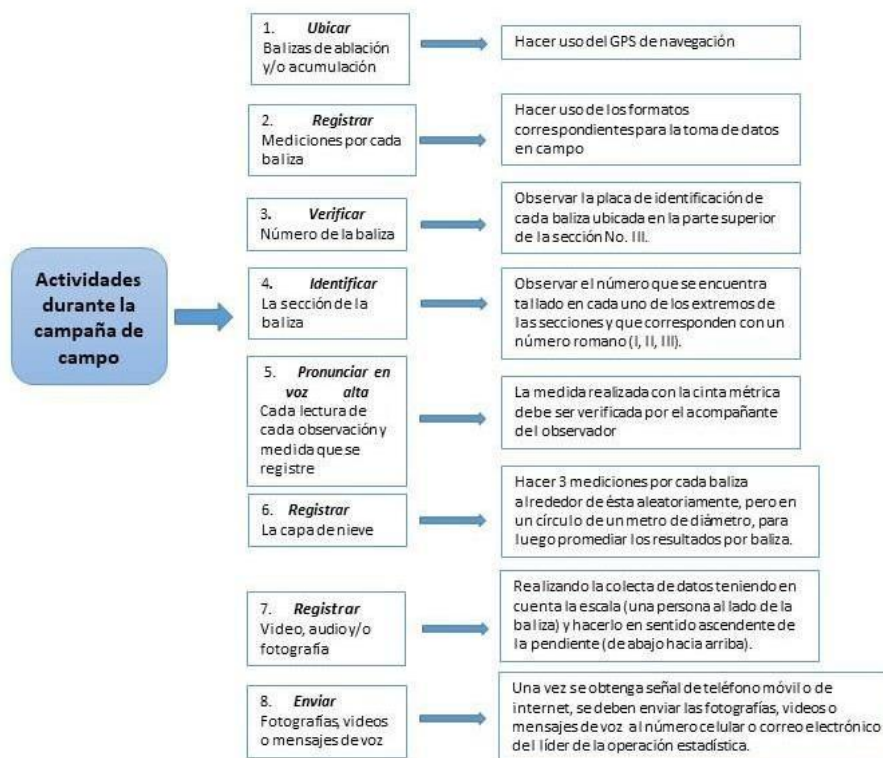 Actividades
durante la
campaña de
campo
1. Ubicar
Balizas de ablación
y/o acumulación
Hacer uso del GPS de navegación
2. Registrar
Mediciones por cada
baliza
Hacer uso de los formatos
correspondientes para la toma de datos
en campo
3. Verificar
Número de la baliza
Observar la placa de identificación de
cada baliza ubicada en la parte superior
de la sección No. III.
4. Identificar
La sección de la
baliza
Observar el número que se encuentra
tallado en cada uno de los extremos de
las secciones y que corresponden con un
número romano (I, II, III).
5. Pronunciar en
voz alta
Cada lectura de
cada observación y
medida que se
registre
La medida realizada con la cinta métrica
debe ser verificada por el acompañante
del observador
6. Registrar
La capa de nieve
Hacer 3 mediciones por cada baliza
alrededor de ésta aleatoriamente, pero en
un círculo de un metro de diámetro, para
luego promediar los resultados por baliza.
7. Registrar
Video, audio y/o
fotografía
Realizando la colecta de datos teniendo en
cuenta la escala (una persona al lado de la
baliza) y hacerlo en sentido ascendente de
la pendiente (de abajo hacia arriba).
8. Enviar
Fotografías, videos
o mensajes de voz
Una vez se obtenga señal de teléfono móvil o de
internet, se deben enviar las fotografías, videos o
mensajes de voz al número celular o correo electrónico
del líder de la operación estadística.